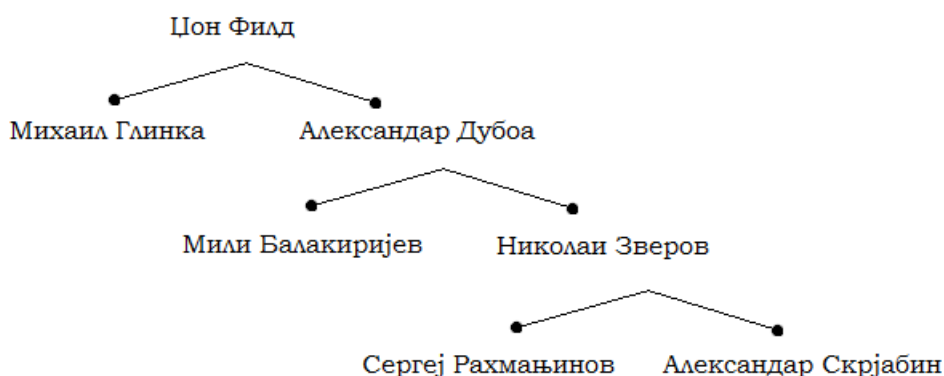 Џон Филд
Михаил Глинка Александар Дубоа
Мили Балакиријев Николаи Зверов
Сергеј Рахмањинов Александар Скрјабин